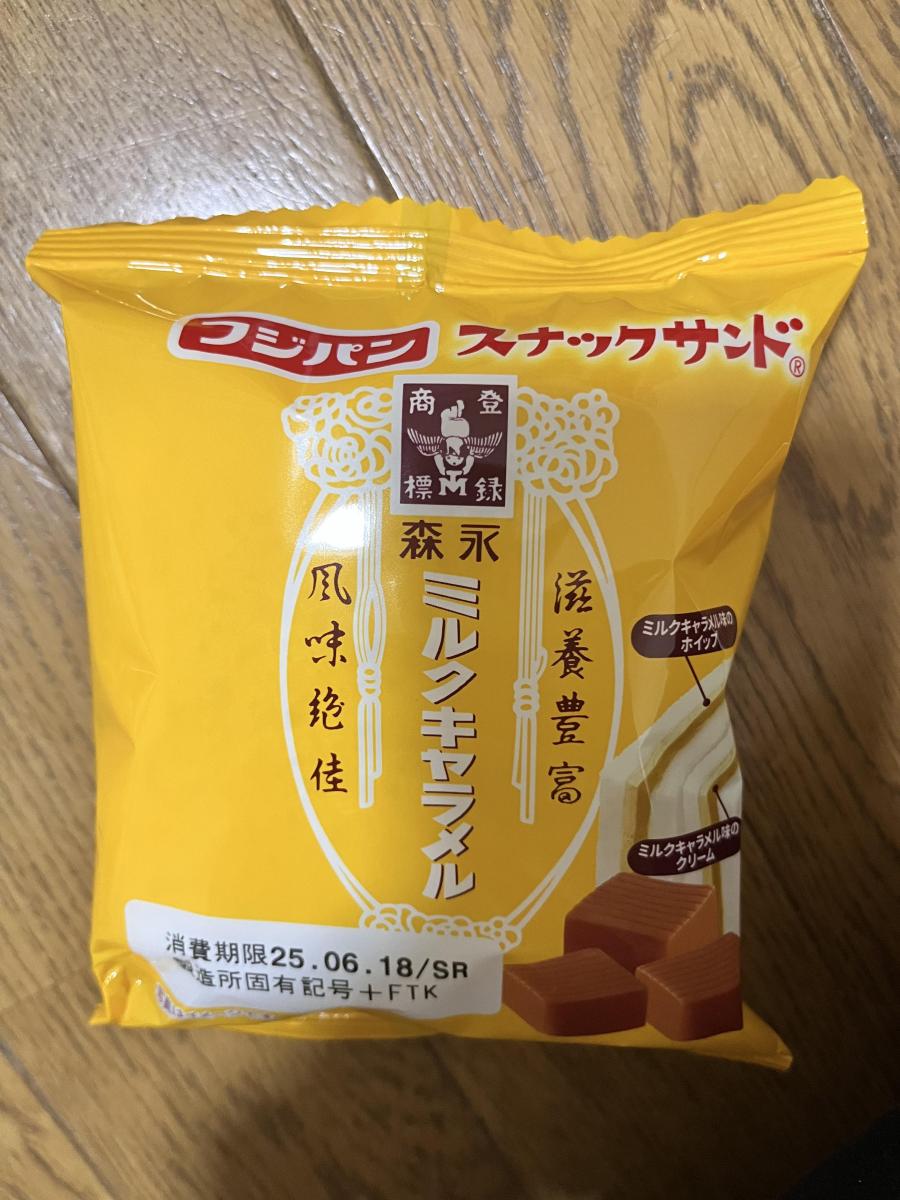 フジパン スナックサンド®
商登
標録
M
森永
ミルクキャラメル
滋養豊富
風味絶佳
ミルクキャラメル味の
ホイップ
ミルクキャラメル味の
クリーム
消費期限25.06.18/SR
造所固有記号+FTK